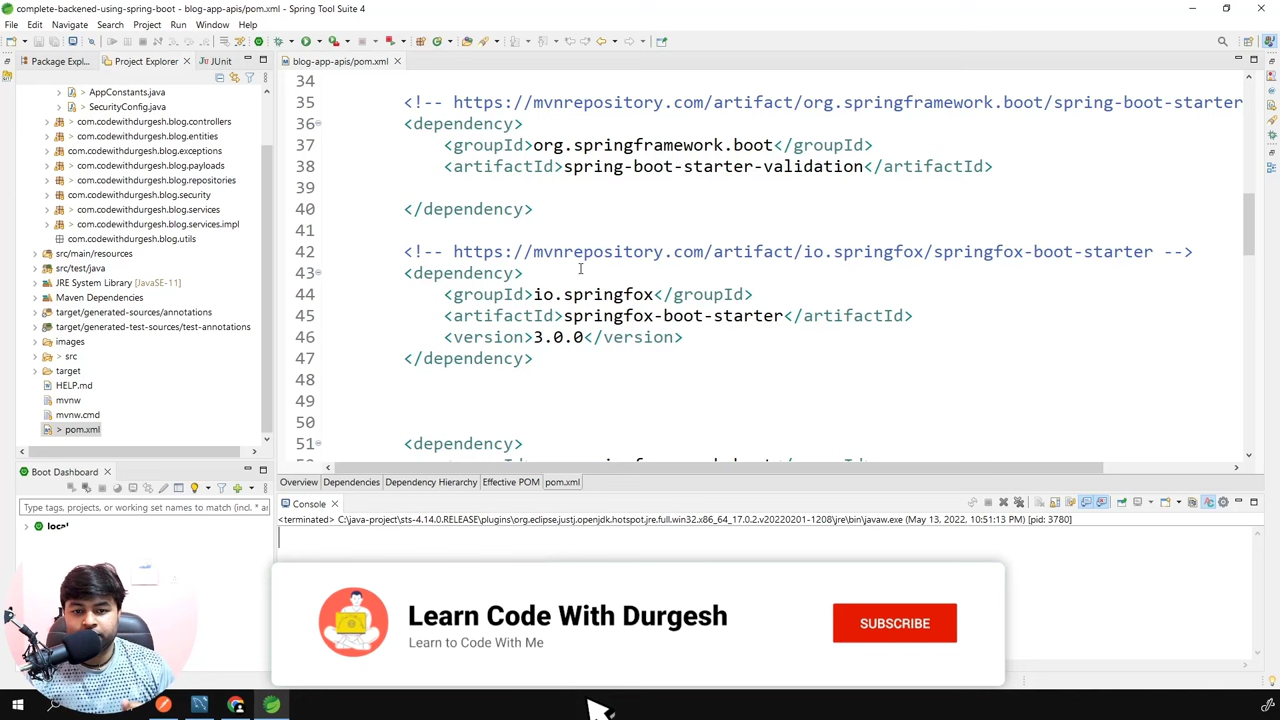 complete-backened-using-spring-boot - blog-app-apis/pom.xml - Spring Tool Suite 4
File Edit Navigate Search Project Run Window Help
Package Expl... Project Explorer JUnit
blog-app-apis/pom.xml
> AppConstants.java
> SecurityConfig.java
> com.codewithdurgesh.blog.controllers
> com.codewithdurgesh.blog.entities
com.codewithdurgesh.blog.exceptions
> com.codewithdurgesh.blog.payloads
> com.codewithdurgesh.blog.repositories
com.codewithdurgesh.blog.security
> com.codewithdurgesh.blog.services
> com.codewithdurgesh.blog.services.impl
com.codewithdurgesh.blog.utils
src/main/resources
src/test/java
JRE System Library [JavaSE-11]
Maven Dependencies
target/generated-sources/annotations
target/generated-test-sources/test-annotations
images
> src
target
HELP.md
mvnw
mvnw.cmd
> pom.xml
34
35 <!-- https://mvnrepository.com/artifact/org.springframework.boot/spring-boot-starter
36 <dependency>
37 <groupId>org.springframework.boot</groupId>
38 <artifactId>spring-boot-starter-validation</artifactId>
39
40 </dependency>
41
42 <!-- https://mvnrepository.com/artifact/io.springfox/springfox-boot-starter -->
43 <dependency>
44 <groupId>io.springfox</groupId>
45 <artifactId>springfox-boot-starter</artifactId>
46 <version>3.0.0</version>
47 </dependency>
48
49
50
51 <dependency>
Overview Dependencies Dependency Hierarchy Effective POM pom.xml
Boot Dashboard
Type tags, projects, or working set names to match (incl. * a
local
Console
<terminated> C:\java-project\sts-4.14.0.RELEASE\plugins\org.eclipse.justj.openjdk.hotspot.jre.full.win32.x86_64_17.0.2.v20220201-1208\jre\bin\javaw.exe (May 13, 2022, 10:51:13 PM) [pid: 3780]
Learn Code With Durgesh
Learn to Code With Me
SUBSCRIBE